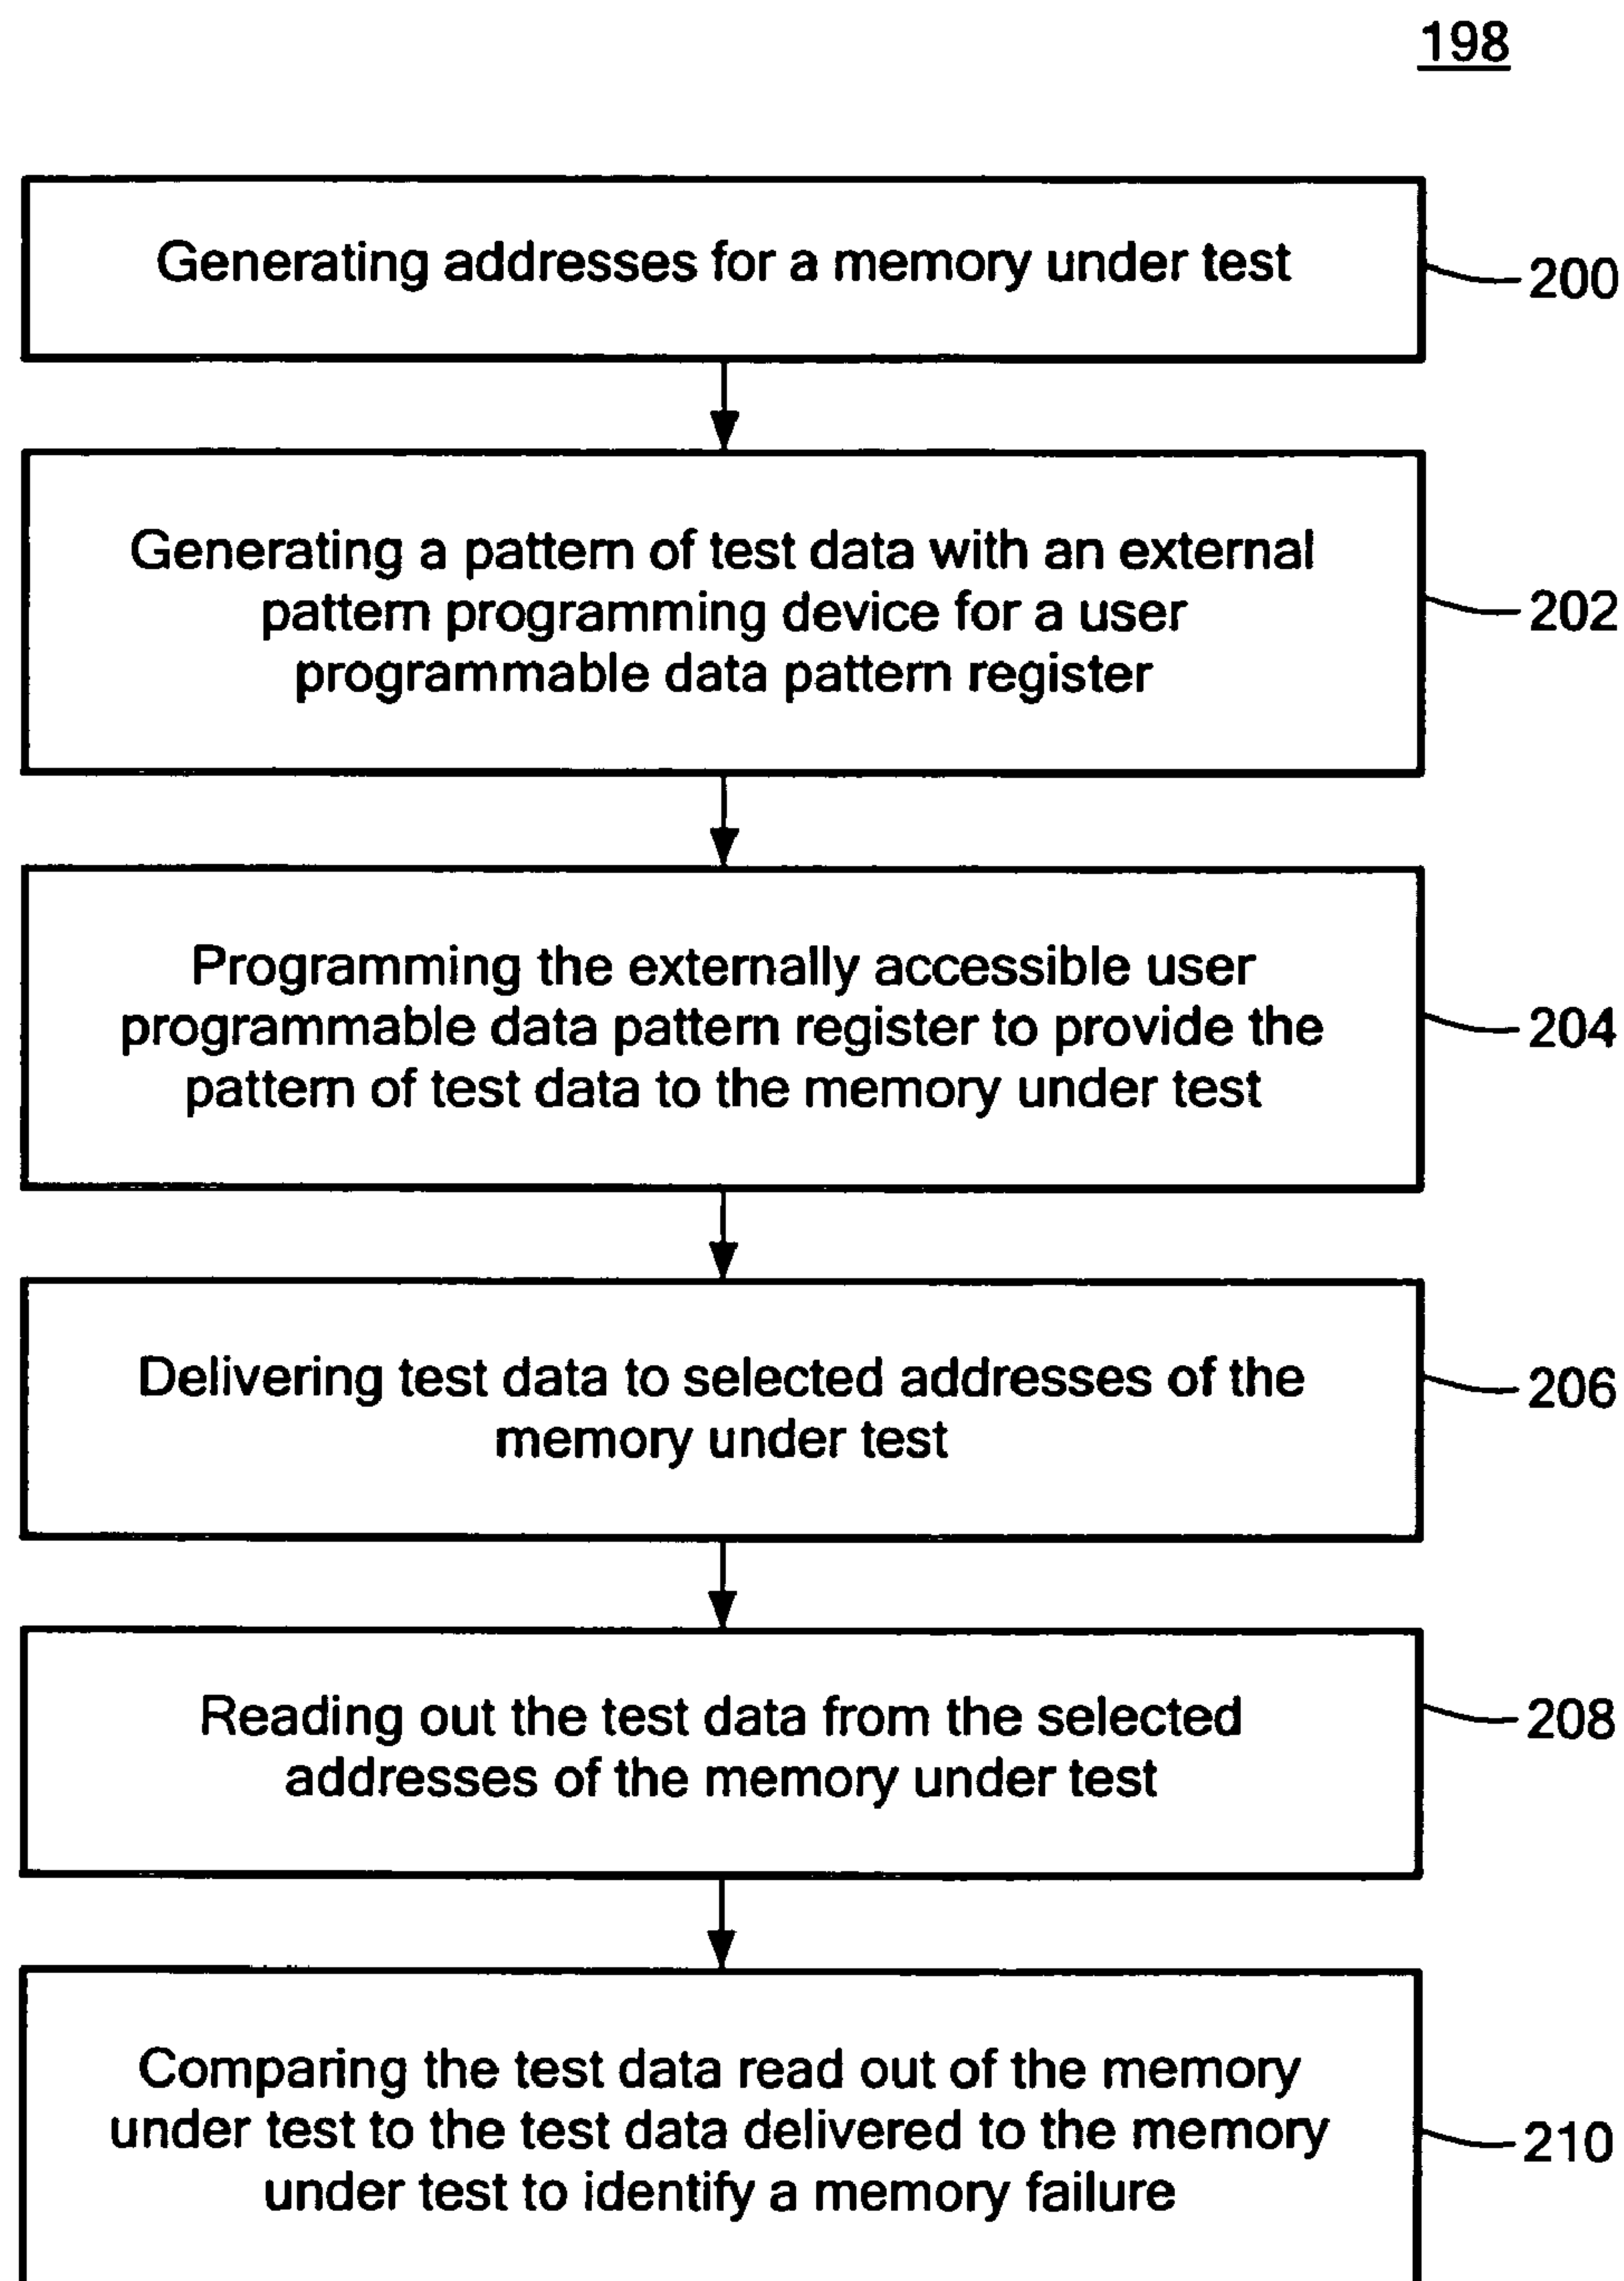 198
Generating addresses for a memory under test
200
Generating a pattern of test data with an external
pattern programming device for a user
programmable data pattern register
202
Programming the externally accessible user
programmable data pattern register to provide the
pattern of test data to the memory under test
204
Delivering test data to selected addresses of the
memory under test
206
Reading out the test data from the selected
addresses of the memory under test
208
Comparing the test data read out of the memory
under test to the test data delivered to the memory
under test to identify a memory failure
210